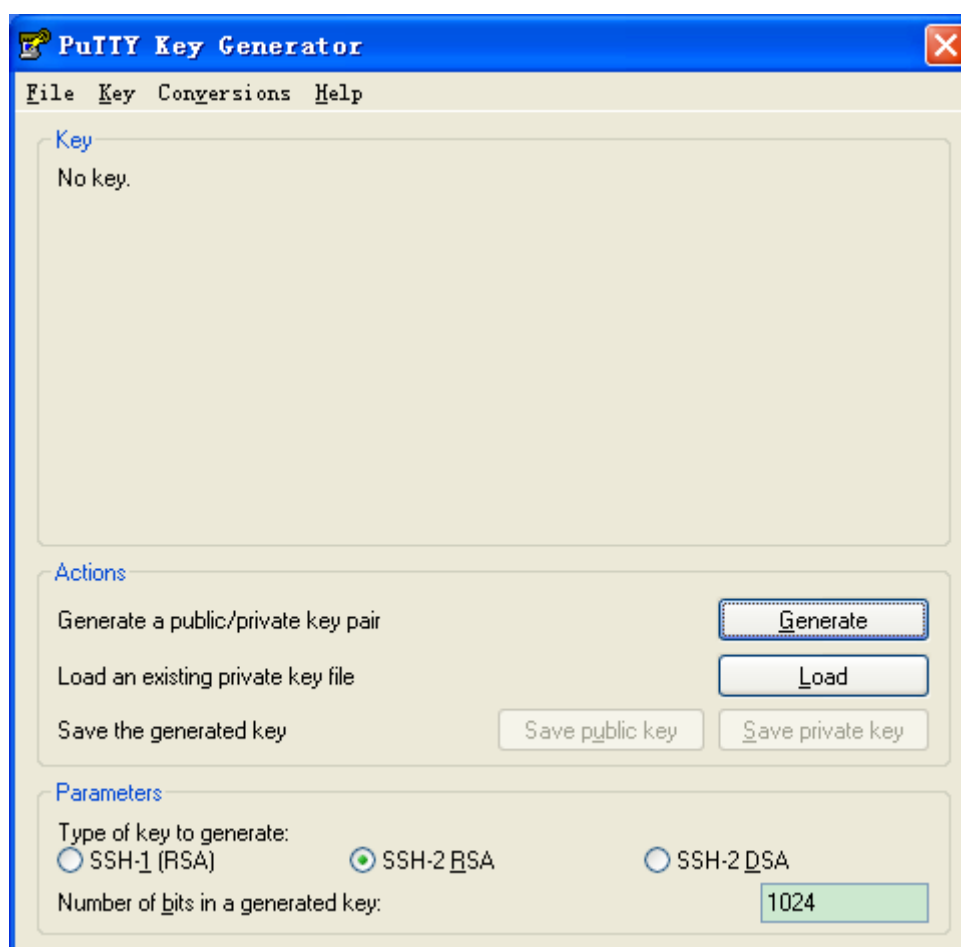 PuTTY Key Generator
File Key Conversions Help
Key
No key.
Actions
Generate a public/private key pair
Generate
Load an existing private key file
Load
Save the generated key
Save public key
Save private key
Parameters
Type of key to generate:
SSH-1 (RSA)
SSH-2 RSA
SSH-2 DSA
Number of bits in a generated key:
1024